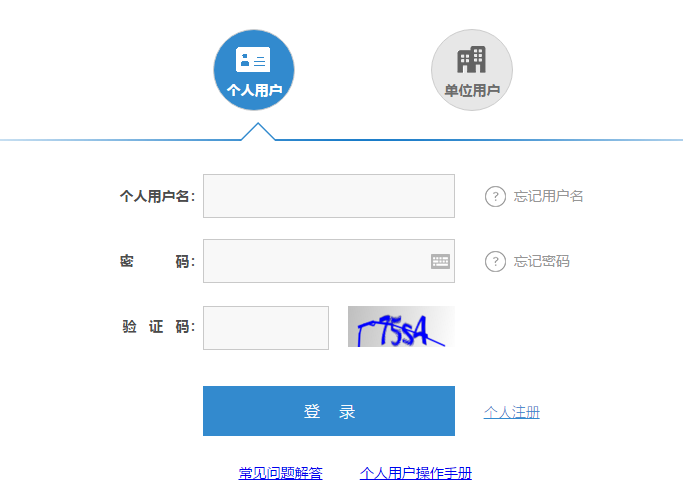 个人用户 单位用户
个人用户名： ? 忘记用户名
密 码： ? 忘记密码
验 证 码：
登 录 个人注册
常见问题解答 个人用户操作手册